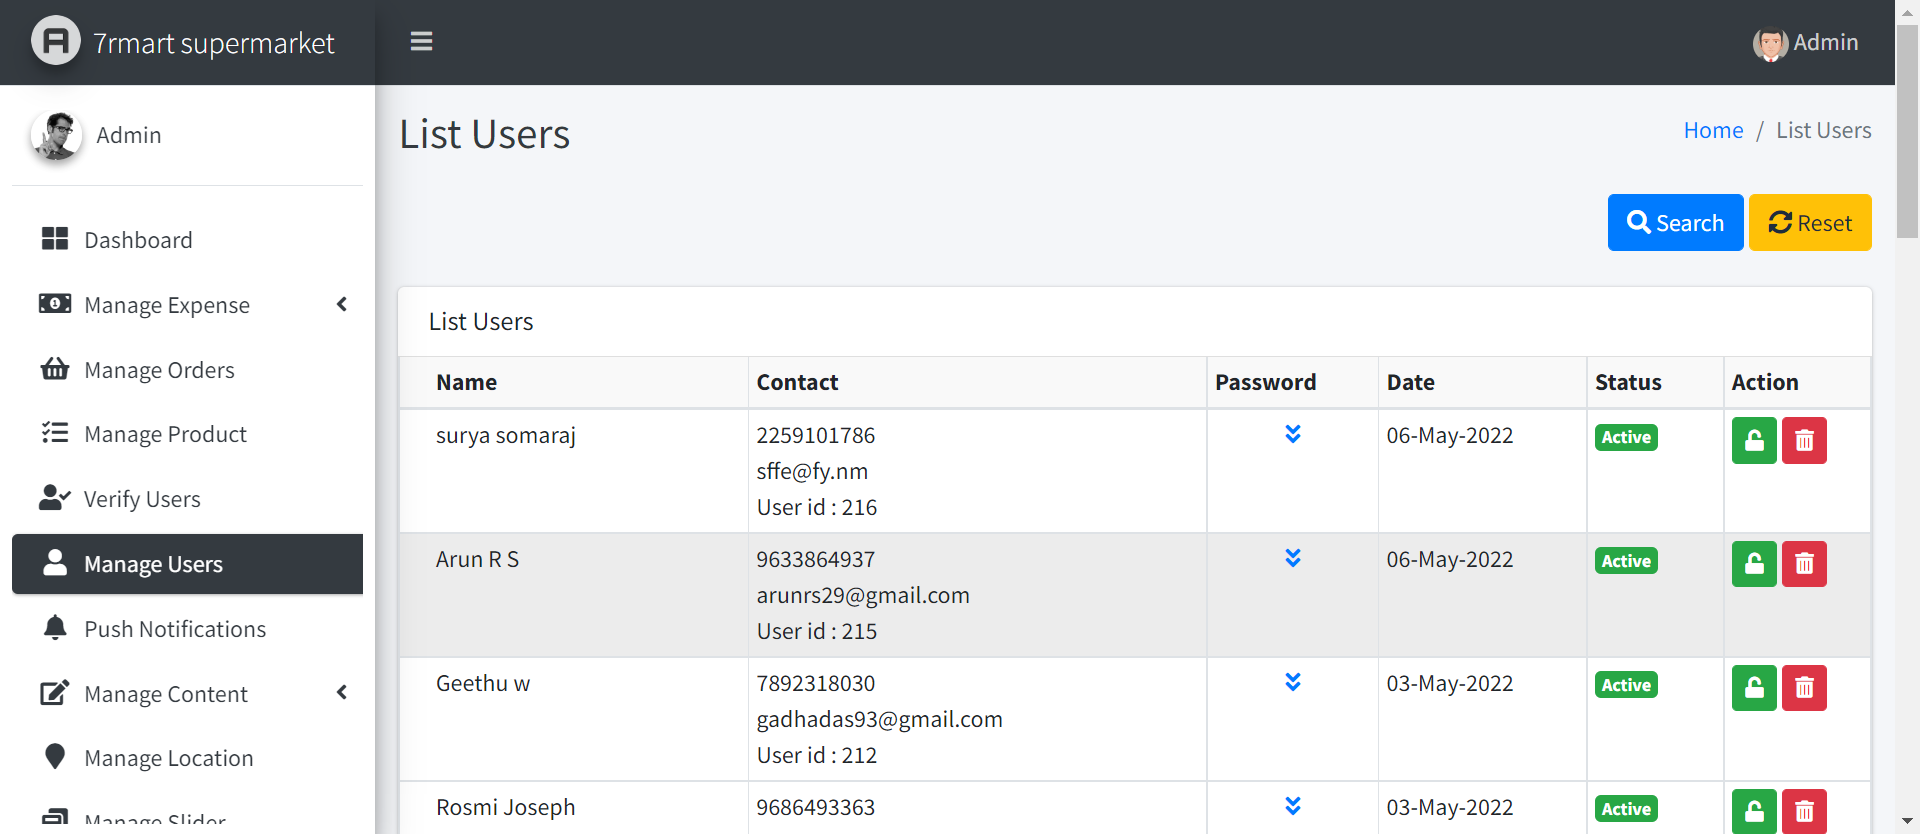 7rmart supermarket
Admin
Admin
List Users
Home / List Users
Dashboard
Manage Expense
Manage Orders
Manage Product
Verify Users
Manage Users
Push Notifications
Manage Content
Manage Location
Manage Slider
Search
Reset
List Users
Name Contact Password Date Status Action
surya somaraj 2259101786 06-May-2022 Active
sffe@fy.nm
User id : 216
Arun R S 9633864937 06-May-2022 Active
arunrs29@gmail.com
User id : 215
Geethu w 7892318030 03-May-2022 Active
gadhadas93@gmail.com
User id : 212
Rosmi Joseph 9686493363 03-May-2022 Active